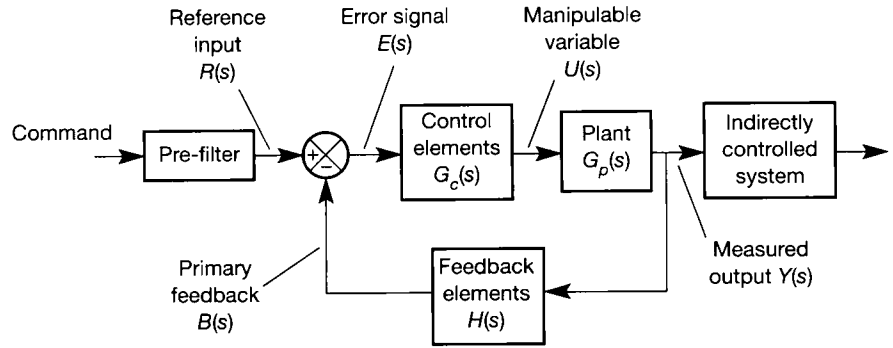 Reference
input
R(s)
Error signal
E(s)
Manipulable
variable
U(s)
Command
Pre-filter
+
−
Control
elements
G_c(s)
Plant
G_p(s)
Indirectly
controlled
system
Primary
feedback
B(s)
Feedback
elements
H(s)
Measured
output Y(s)